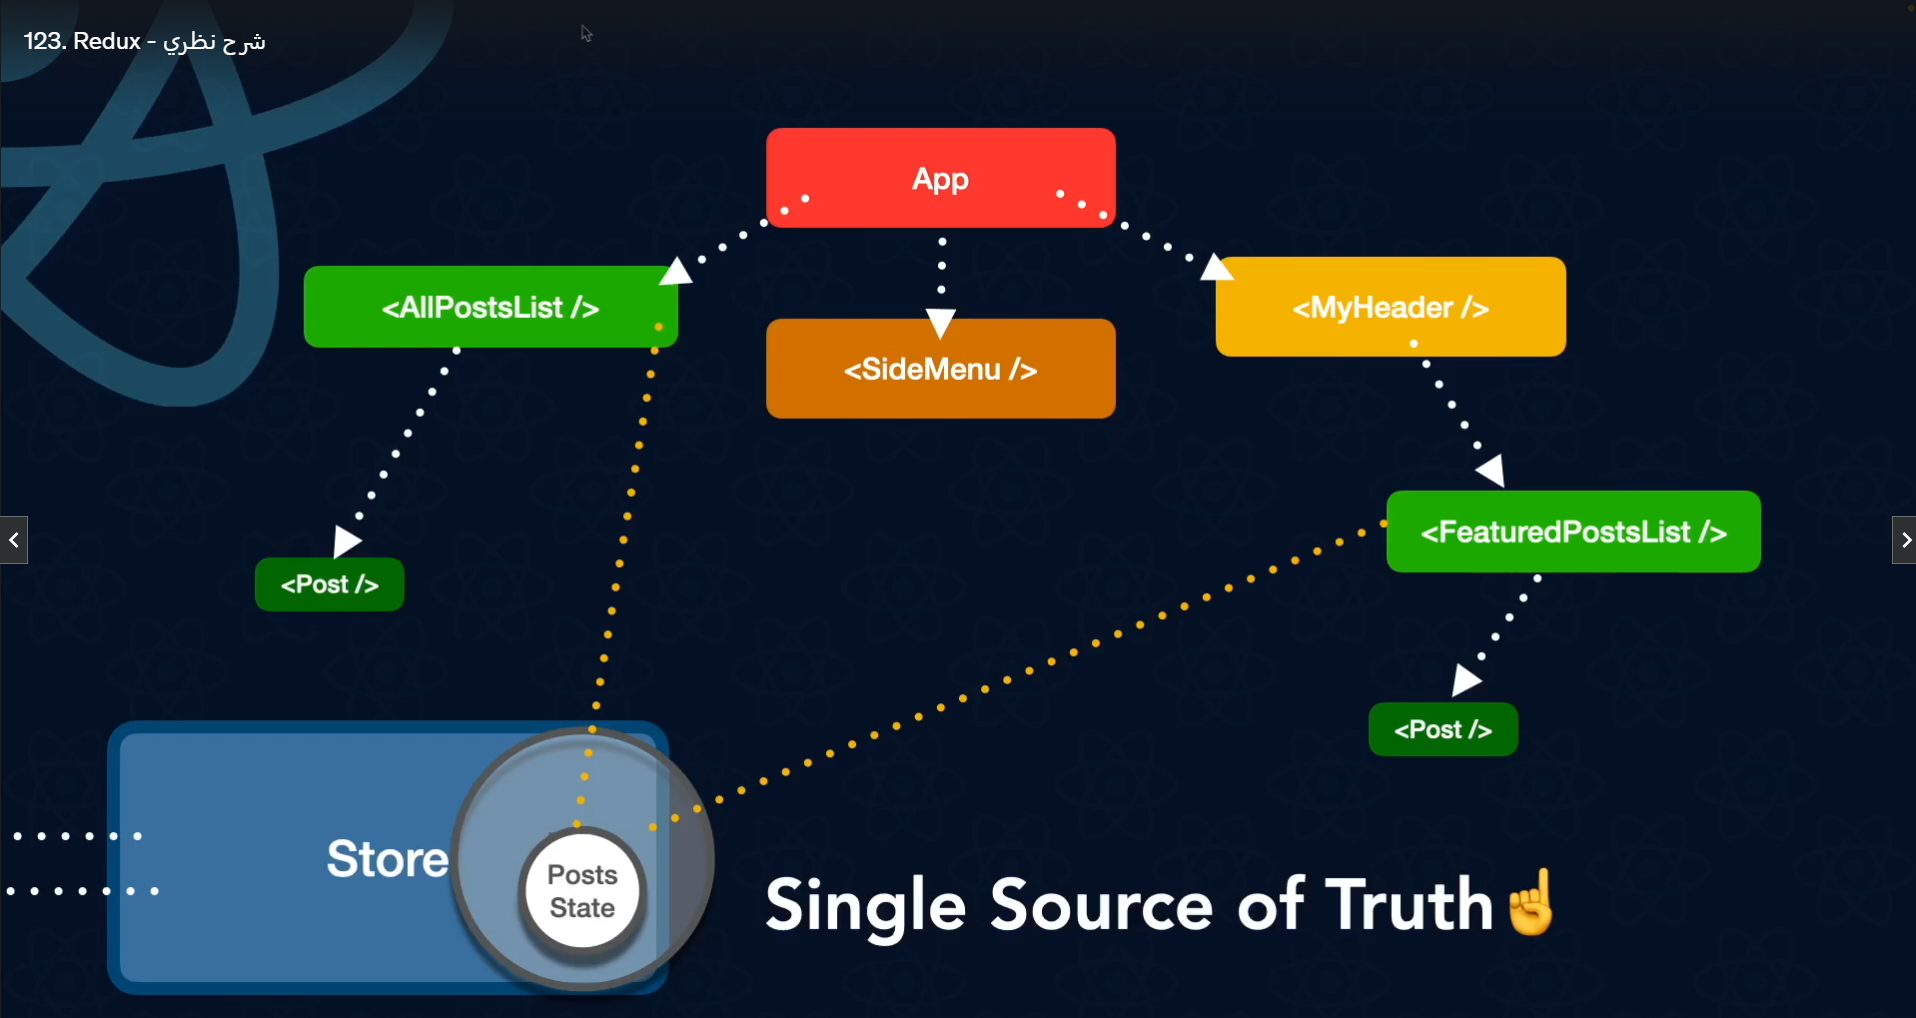 123. Redux - شرح نظري
App
<AllPostsList />
<MyHeader />
<SideMenu />
<FeaturedPostsList />
<Post />
<Post />
Store
Posts
State
Single Source of Truth☝️